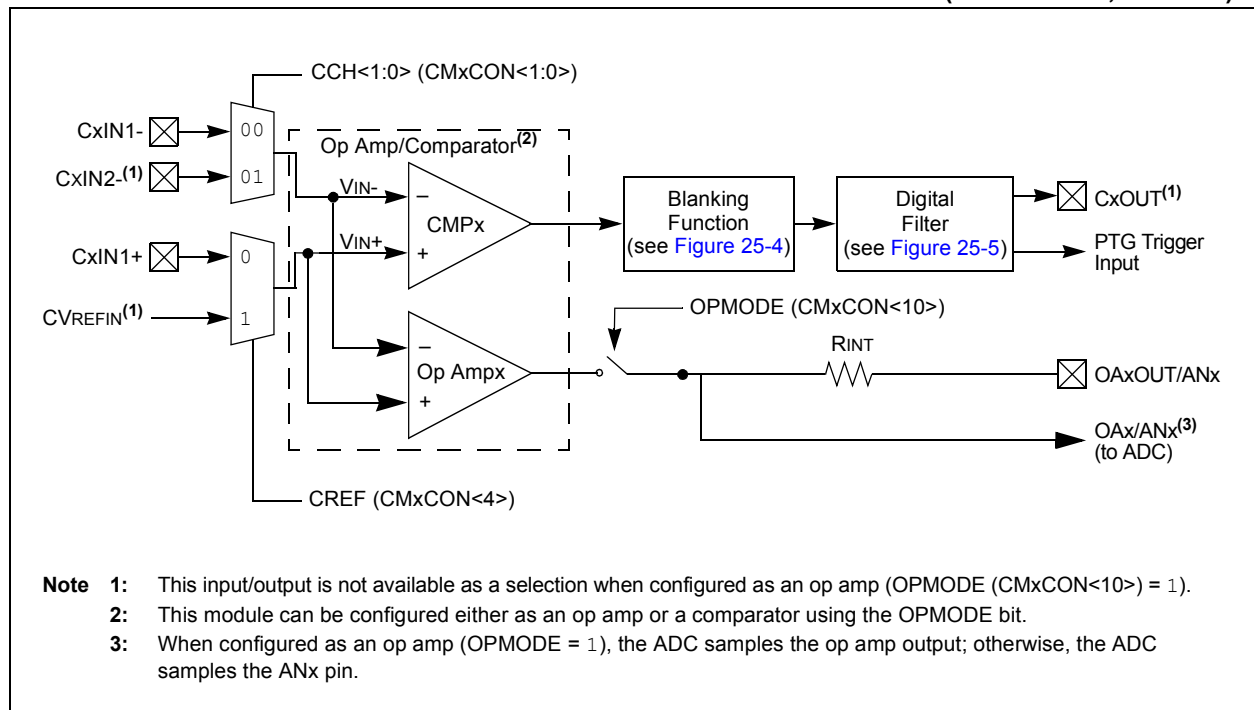 CCH<1:0> (CMxCON<1:0>)
CxIN1-
00
Op Amp/Comparator(2)
CxIN2-(1)
01
VIN-
–
CMPx
Blanking
Function
(see Figure 25-4)
Digital
Filter
(see Figure 25-5)
CxOUT(1)
CxIN1+
0
VIN+
+
PTG Trigger
Input
CVREFIN(1)
1
OPMODE (CMxCON<10>)
RINT
–
Op Ampx
+
OAxOUT/ANx
OAx/ANx(3)
(to ADC)
CREF (CMxCON<4>)
Note 1: This input/output is not available as a selection when configured as an op amp (OPMODE (CMxCON<10>) = 1).
2: This module can be configured either as an op amp or a comparator using the OPMODE bit.
3: When configured as an op amp (OPMODE = 1), the ADC samples the op amp output; otherwise, the ADC
samples the ANx pin.